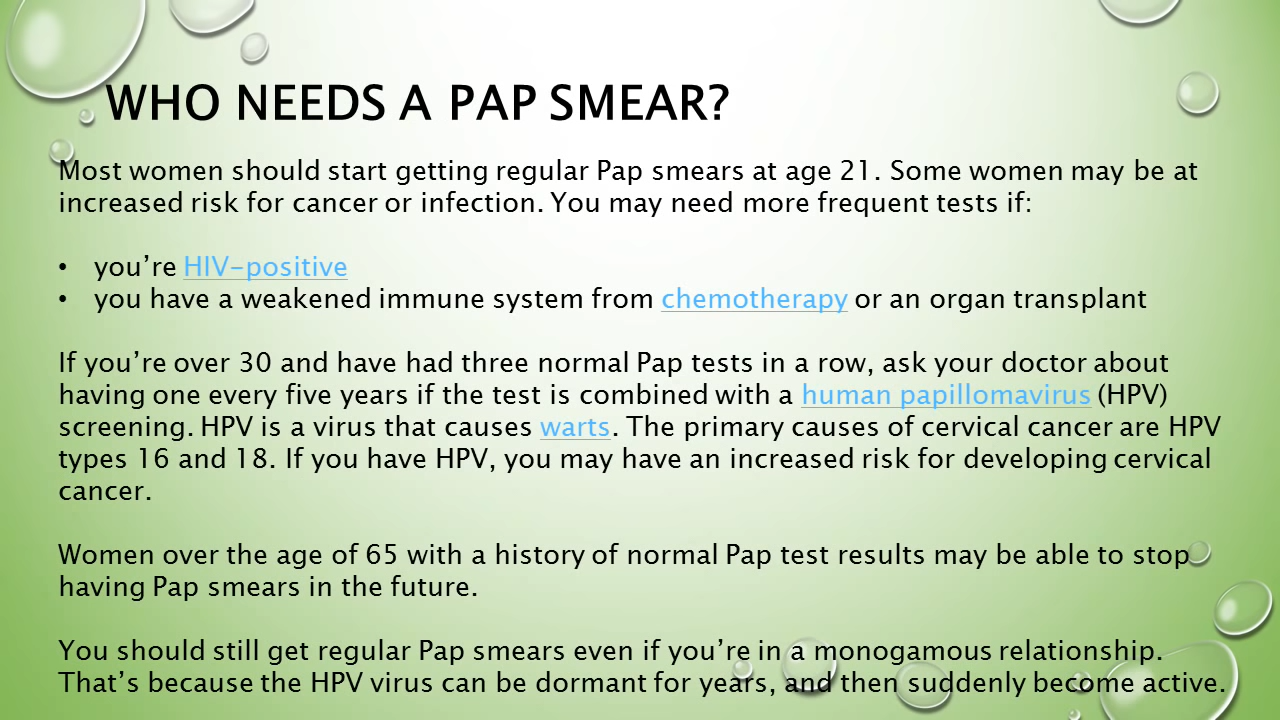 WHO NEEDS A PAP SMEAR?
Most women should start getting regular Pap smears at age 21. Some women may be at
increased risk for cancer or infection. You may need more frequent tests if:
• you’re HIV-positive
• you have a weakened immune system from chemotherapy or an organ transplant
If you’re over 30 and have had three normal Pap tests in a row, ask your doctor about
having one every five years if the test is combined with a human papillomavirus (HPV)
screening. HPV is a virus that causes warts. The primary causes of cervical cancer are HPV
types 16 and 18. If you have HPV, you may have an increased risk for developing cervical
cancer.
Women over the age of 65 with a history of normal Pap test results may be able to stop
having Pap smears in the future.
You should still get regular Pap smears even if you’re in a monogamous relationship.
That’s because the HPV virus can be dormant for years, and then suddenly become active.